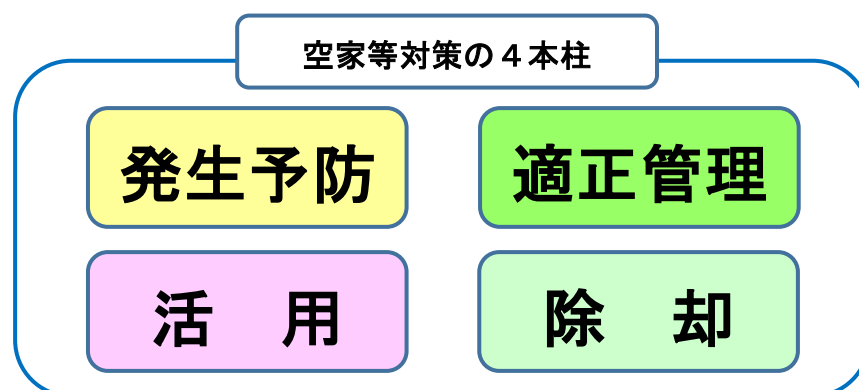 空家等対策の４本柱
発生予防
適正管理
活　用
除　却